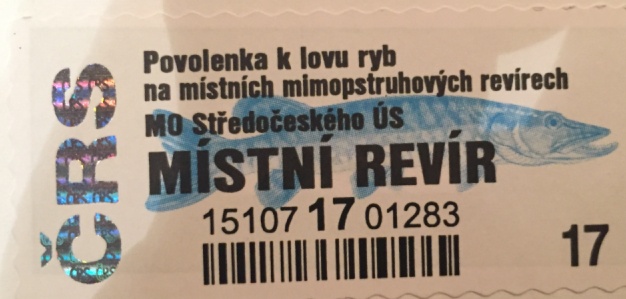 ČRS
Povolenka k lovu ryb
na místních mimopstruhových revírech
MO Středočeského ÚS
MÍSTNÍ REVÍR
15107 17 01283
17